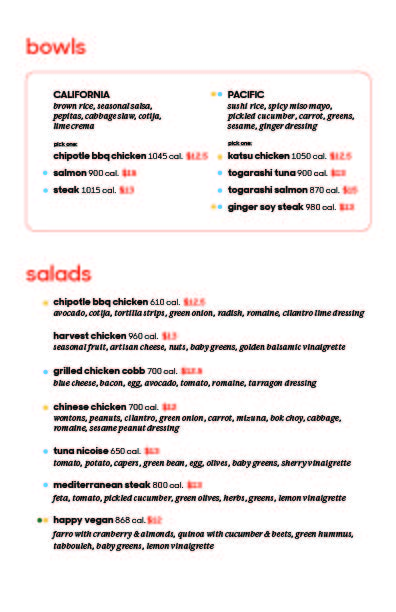 bowls
CALIFORNIA
brown rice, seasonal salsa,
pepitas, cabbage slaw, cotija,
lime crema
pick one:
chipotle bbq chicken 1045 cal. $12.5
salmon 900 cal.
steak 1015 cal. $13
PACIFIC
sushi rice, spicy miso mayo,
pickled cucumber, carrot, greens,
sesame, ginger dressing
pick one:
katsu chicken 1050 cal. $12.5
togarashi tuna 900 cal.
togarashi salmon 870 cal.
ginger soy steak 980 cal. $13
salads
chipotle bbq chicken 610 cal. $12.5
avocado, cotija, tortilla strips, green onion, radish, romaine, cilantro lime dressing
harvest chicken 960 cal. $13
seasonal fruit, artisan cheese, nuts, baby greens, golden balsamic vinaigrette
grilled chicken cobb 700 cal.
blue cheese, bacon, egg, avocado, tomato, romaine, tarragon dressing
chinese chicken 700 cal. $12
wontons, peanuts, cilantro, green onion, carrot, mizuna, bok choy, cabbage,
romaine, sesame peanut dressing
tuna nicoise 650 cal. $13
tomato, potato, capers, green bean, egg, olives, baby greens, sherry vinaigrette
mediterranean steak 800 cal.
feta, tomato, pickled cucumber, green olives, herbs, greens, lemon vinaigrette
happy vegan 868 cal. $12
farro with cranberry & almonds, quinoa with cucumber & beets, green hummus,
tabbouleh, baby greens, lemon vinaigrette